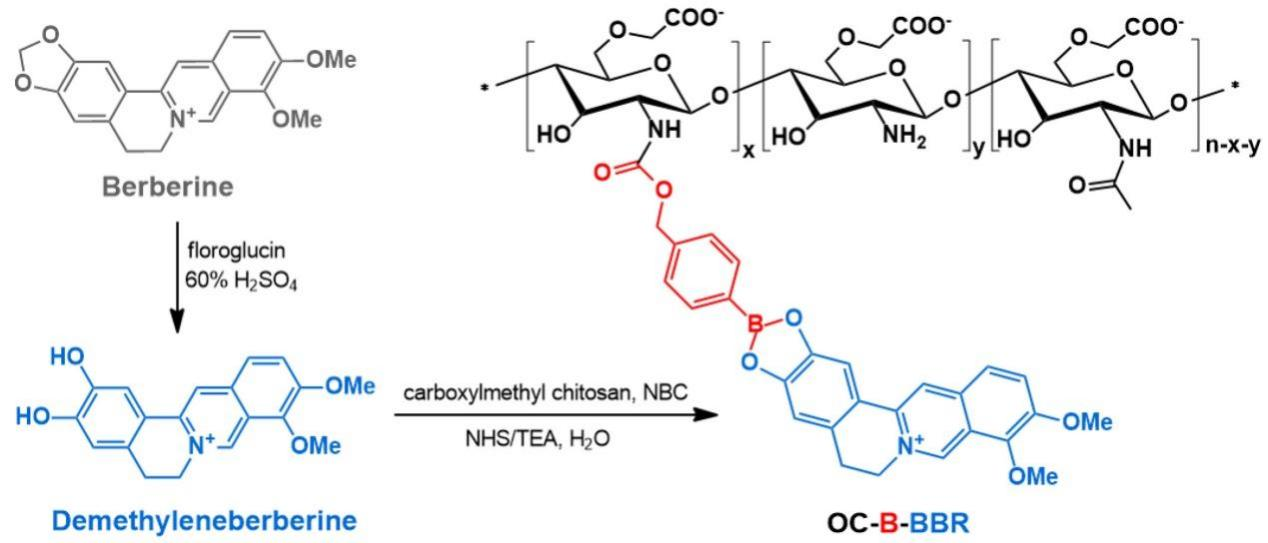 COO-
COO-
COO-
O
O
O
O
O
O
O
O
O
*
*
HO
NH
x
HO
NH2
y
HO
NH
n-x-y
O
O
O
O
O
OMe
OMe
N+
Berberine
floroglucin
60% H2SO4
HO
HO
OMe
OMe
N+
Demethyleneberberine
carboxylmethyl chitosan, NBC
NHS/TEA, H2O
B
O
O
OMe
OMe
N+
OC-B-BBR